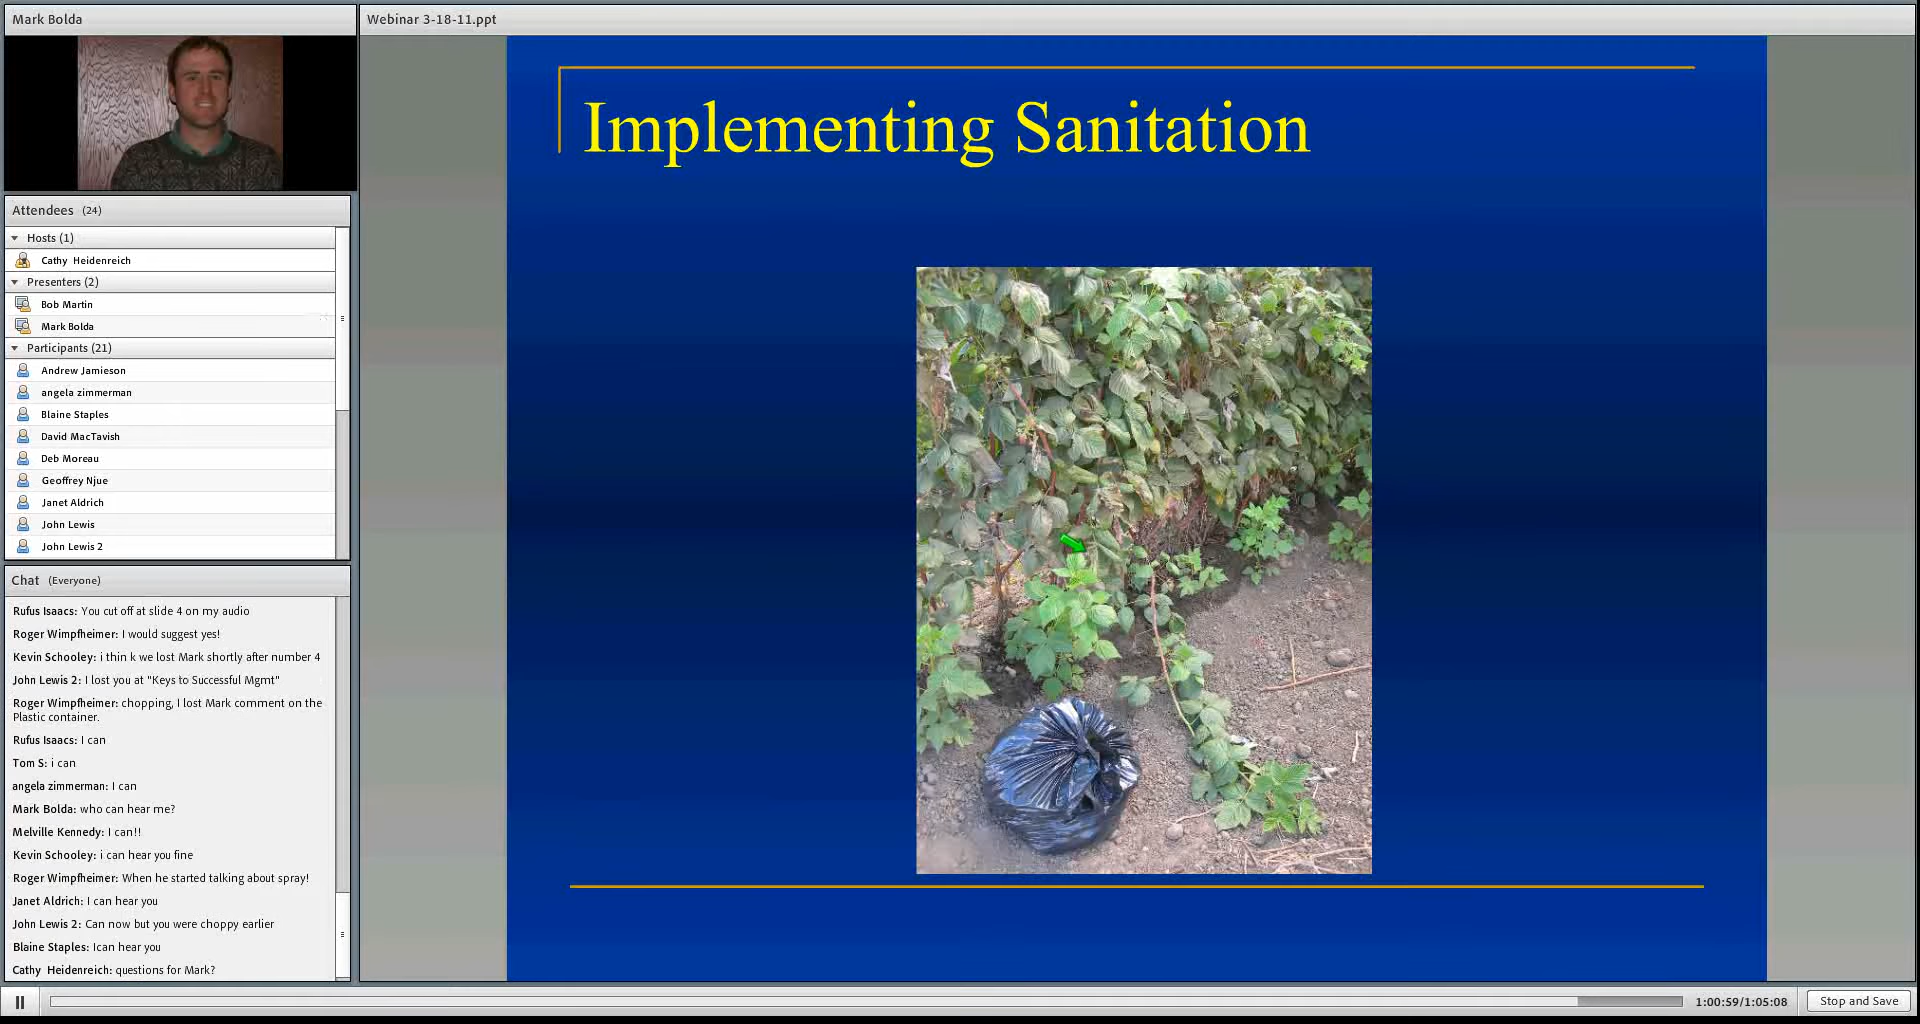 Mark Bolda
Webinar 3-18-11.ppt
Implementing Sanitation
Attendees (24)
Hosts (1)
Cathy Heidenreich
Presenters (2)
Bob Martin
Mark Bolda
Participants (21)
Andrew Jamieson
angela zimmerman
Blaine Staples
David MacTavish
Deb Moreau
Geoffrey Njue
Janet Aldrich
John Lewis
John Lewis 2
Chat (Everyone)
Rufus Isaacs: You cut off at slide 4 on my audio
Roger Wimpfheimer: I would suggest yes!
Kevin Schooley: i thin k we lost Mark shortly after number 4
John Lewis 2: I lost you at "Keys to Successful Mgmt"
Roger Wimpfheimer: chopping, I lost Mark comment on the
Plastic container.
Rufus Isaacs: I can
Tom S: i can
angela zimmerman: I can
Mark Bolda: who can hear me?
Melville Kennedy: I can!!
Kevin Schooley: i can hear you fine
Roger Wimpfheimer: When he started talking about spray!
Janet Aldrich: I can hear you
John Lewis 2: Can now but you were choppy earlier
Blaine Staples: Ican hear you
Cathy Heidenreich: questions for Mark?
1:00:59/1:05:08
Stop and Save